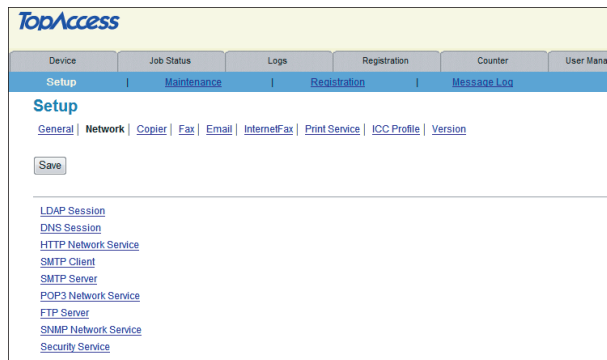 TopAccess
Device Job Status Logs Registration Counter User Mana
Setup | Maintenance | Registration | Message Log
Setup
General | Network | Copier | Fax | Email | InternetFax | Print Service | ICC Profile | Version
Save
LDAP Session
DNS Session
HTTP Network Service
SMTP Client
SMTP Server
POP3 Network Service
FTP Server
SNMP Network Service
Security Service